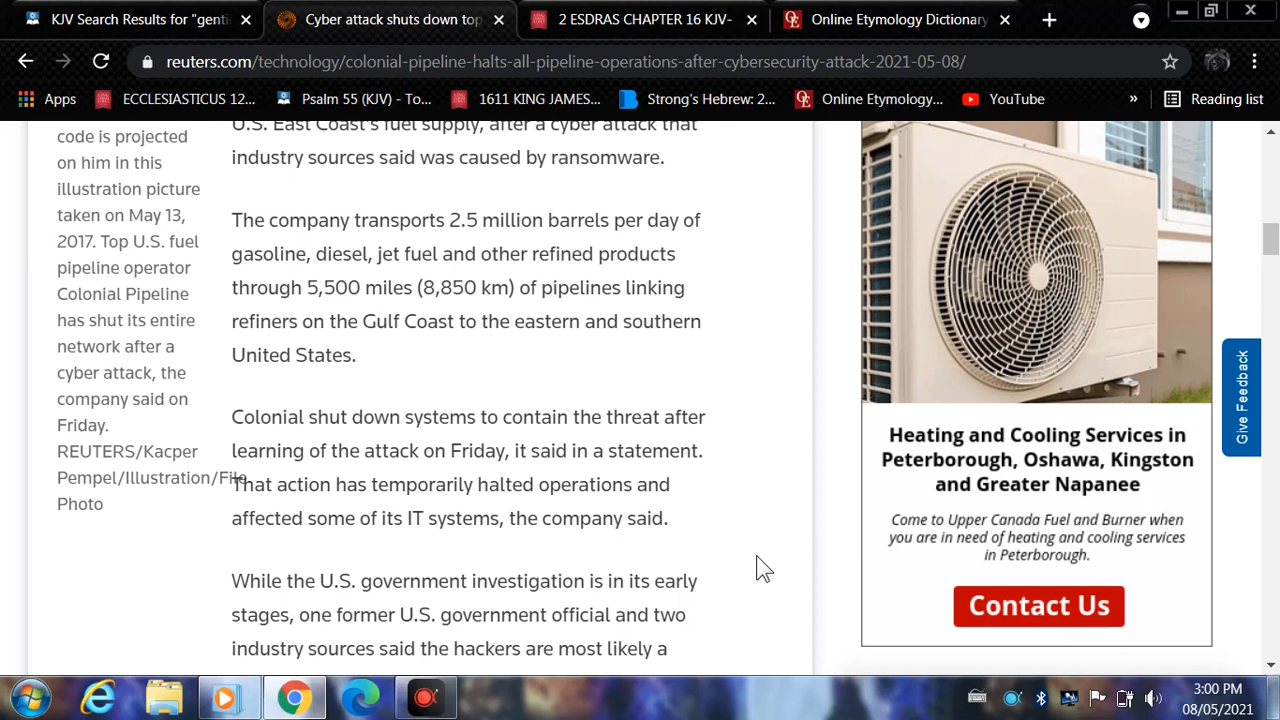 KJV Search Results for "genti
Cyber attack shuts down top
2 ESDRAS CHAPTER 16 KJV-
Online Etymology Dictionary
reuters.com/technology/colonial-pipeline-halts-all-pipeline-operations-after-cybersecurity-attack-2021-05-08/
Apps
ECCLESIASTICUS 12...
Psalm 55 (KJV) - To...
1611 KING JAMES...
Strong's Hebrew: 2...
Online Etymology...
YouTube
»
Reading list
code is projected
on him in this
illustration picture
taken on May 13,
2017. Top U.S. fuel
pipeline operator
Colonial Pipeline
has shut its entire
network after a
cyber attack, the
company said on
Friday.
REUTERS/Kacper
Pempel/Illustration/File
Photo
U.S. East Coast's fuel supply, after a cyber attack that
industry sources said was caused by ransomware.
The company transports 2.5 million barrels per day of
gasoline, diesel, jet fuel and other refined products
through 5,500 miles (8,850 km) of pipelines linking
refiners on the Gulf Coast to the eastern and southern
United States.
Colonial shut down systems to contain the threat after
learning of the attack on Friday, it said in a statement.
That action has temporarily halted operations and
affected some of its IT systems, the company said.
While the U.S. government investigation is in its early
stages, one former U.S. government official and two
industry sources said the hackers are most likely a
Heating and Cooling Services in
Peterborough, Oshawa, Kingston
and Greater Napanee
Come to Upper Canada Fuel and Burner when
you are in need of heating and cooling services
in Peterborough.
Contact Us
Give Feedback
3:00 PM
08/05/2021